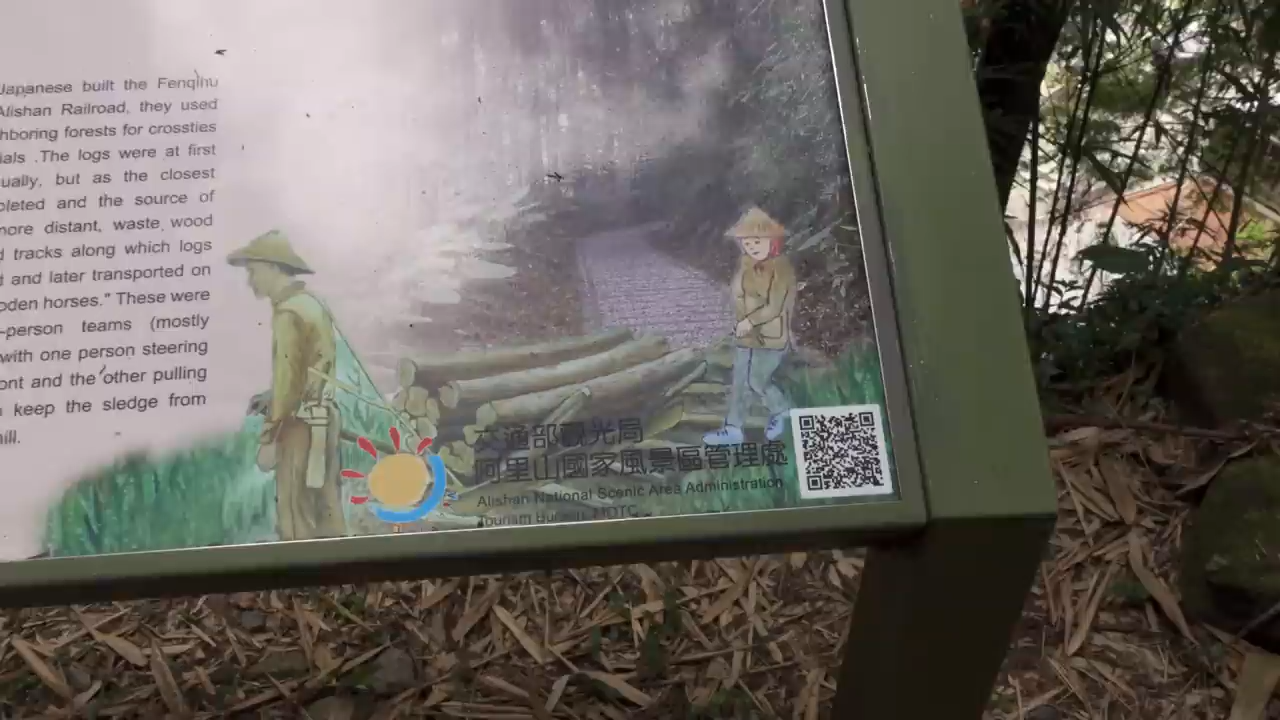 Japanese built the Fenqihu
Alishan Railroad, they used
hboring forests for crossties
ials .The logs were at first
ually, but as the closest
pleted and the source of
more distant, waste wood
d tracks along which logs
d and later transported on
oden horses." These were
-person teams (mostly
with one person steering
ont and the other pulling
keep the sledge from
hill.
交通部觀光局
阿里山國家風景區管理處
Alishan National Scenic Area Administration
Tourism Bureau, MOTC